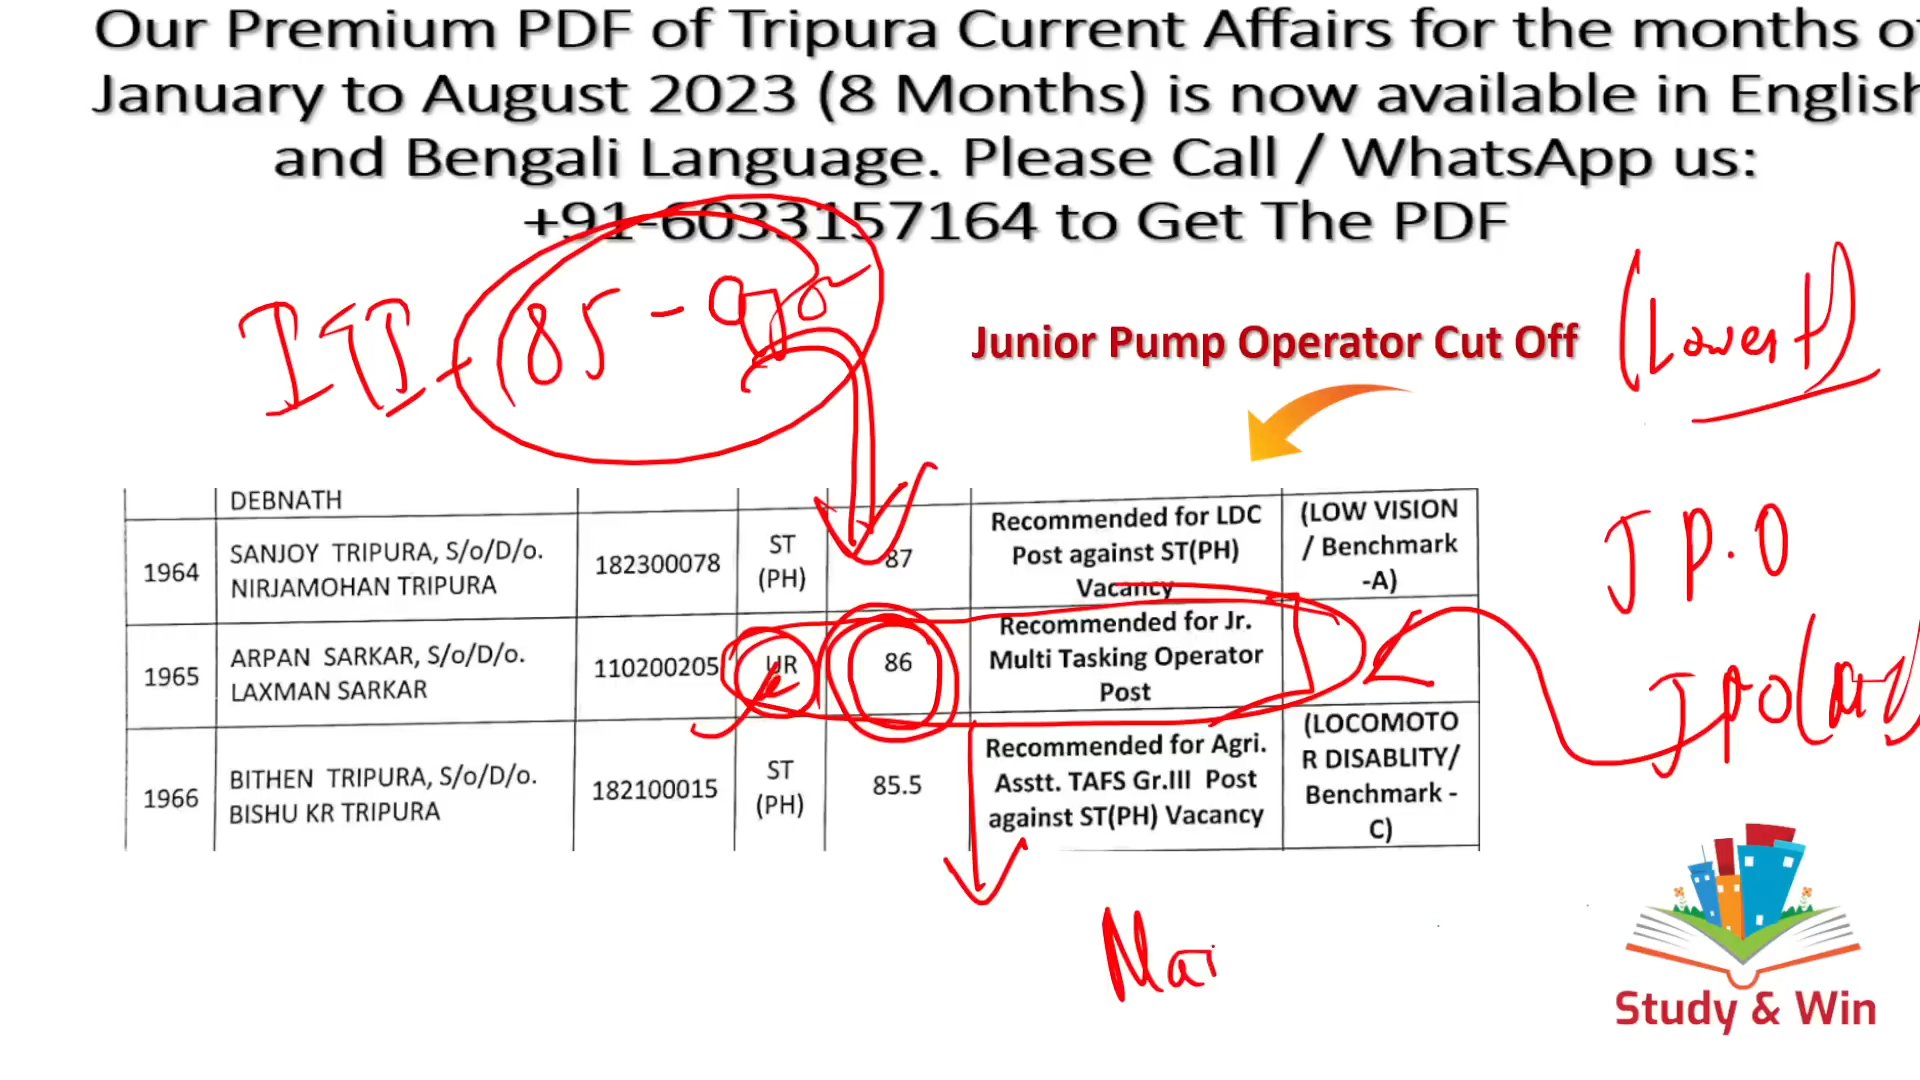 Our Premium PDF of Tripura Current Affairs for the months of
January to August 2023 (8 Months) is now available in English
and Bengali Language. Please Call / WhatsApp us:
+91-6033157164 to Get The PDF
ITI - 85 - 90
Junior Pump Operator Cut Off
(Lowest)
DEBNATH
1964
SANJOY TRIPURA, S/o/D/o.
NIRJAMOHAN TRIPURA
182300078
ST
(PH)
87
Recommended for LDC
Post against ST(PH)
Vacancy
(LOW VISION
/ Benchmark
-A)
J P.O
1965
ARPAN SARKAR, S/o/D/o.
LAXMAN SARKAR
110200205
UR
86
Recommended for Jr.
Multi Tasking Operator
Post
JPO
1966
BITHEN TRIPURA, S/o/D/o.
BISHU KR TRIPURA
182100015
ST
(PH)
85.5
Recommended for Agri.
Asstt. TAFS Gr.III Post
against ST(PH) Vacancy
(LOCOMOTO
R DISABLITY/
Benchmark -
C)
Mai
Study & Win